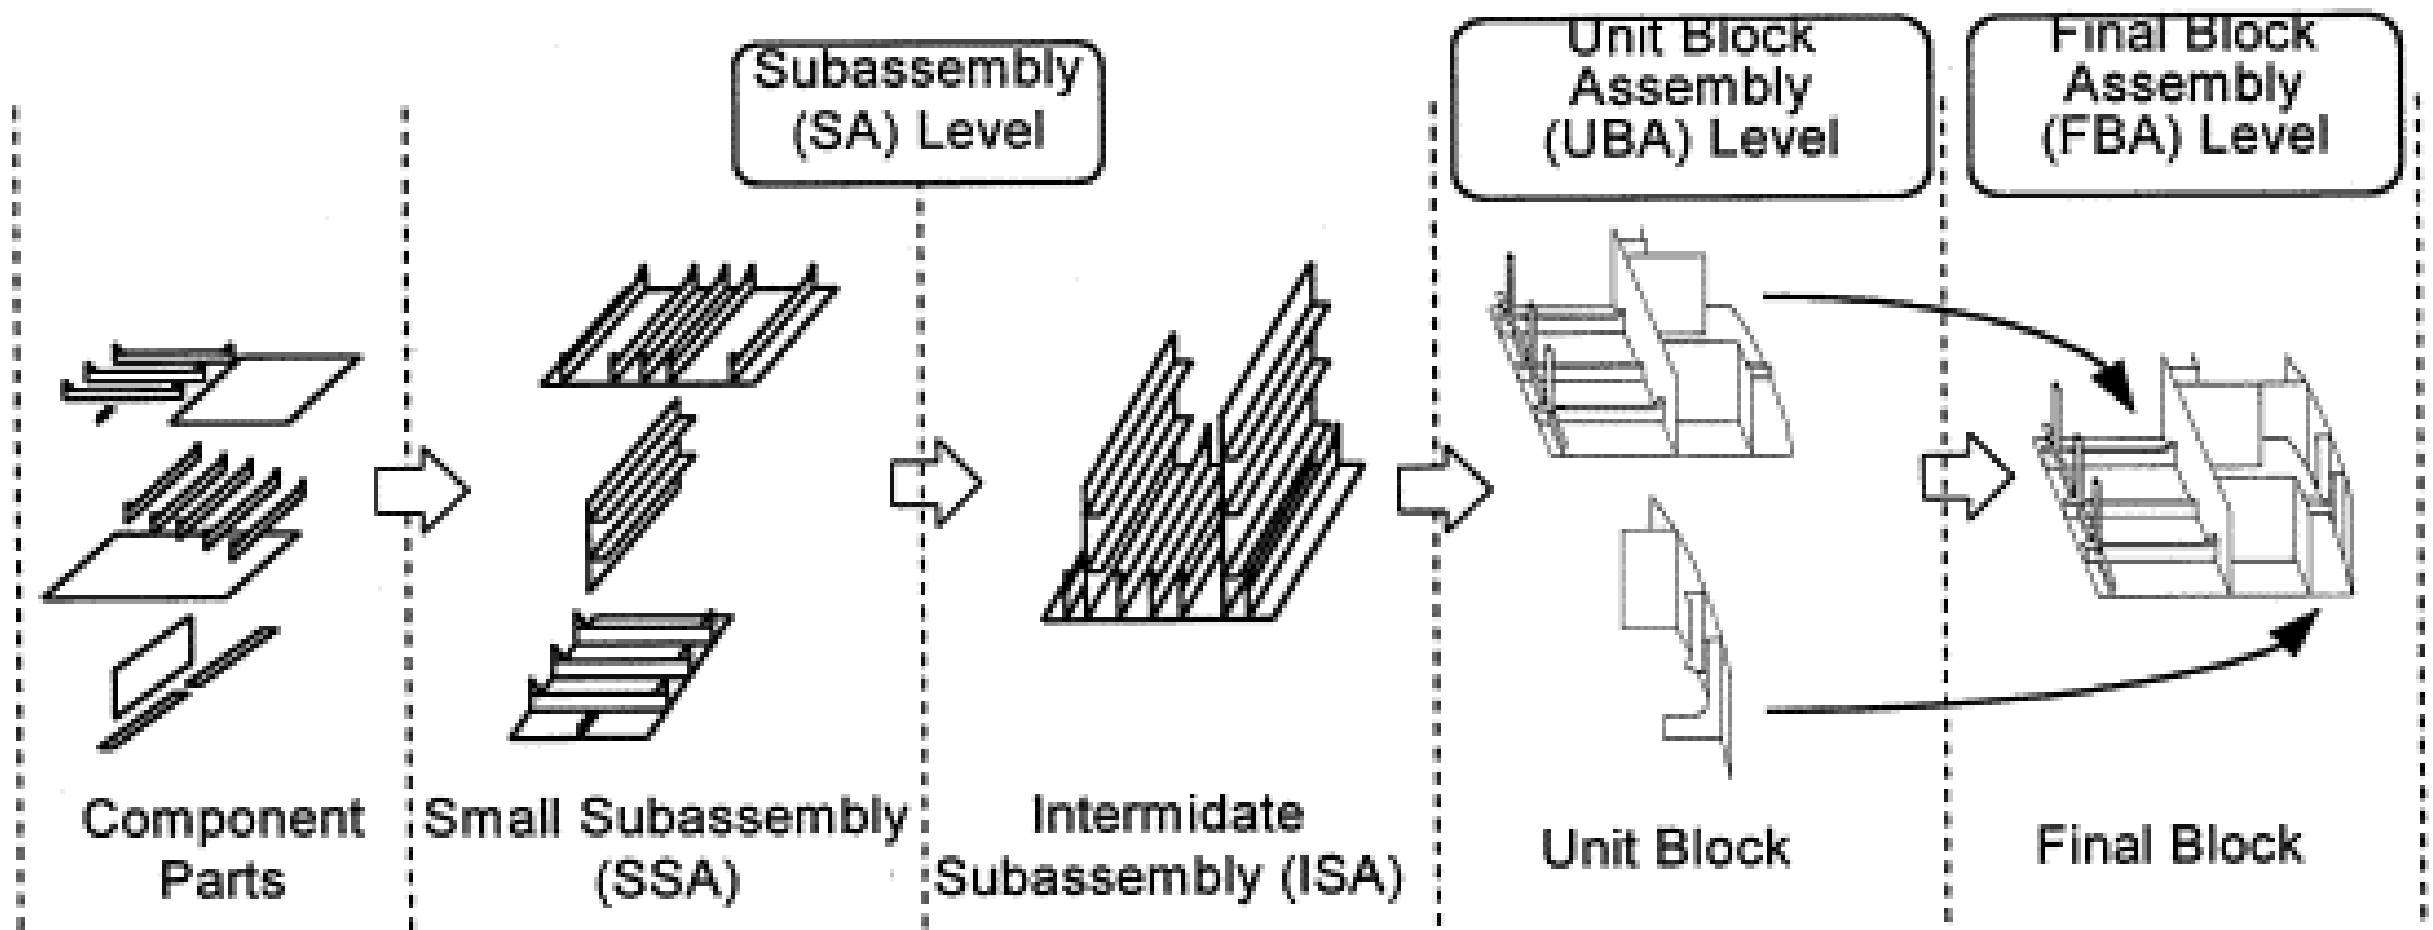 Subassembly
(SA) Level
Unit Block
Assembly
(UBA) Level
Final Block
Assembly
(FBA) Level
Component
Parts
Small Subassembly
(SSA)
Intermidate
Subassembly (ISA)
Unit Block
Final Block